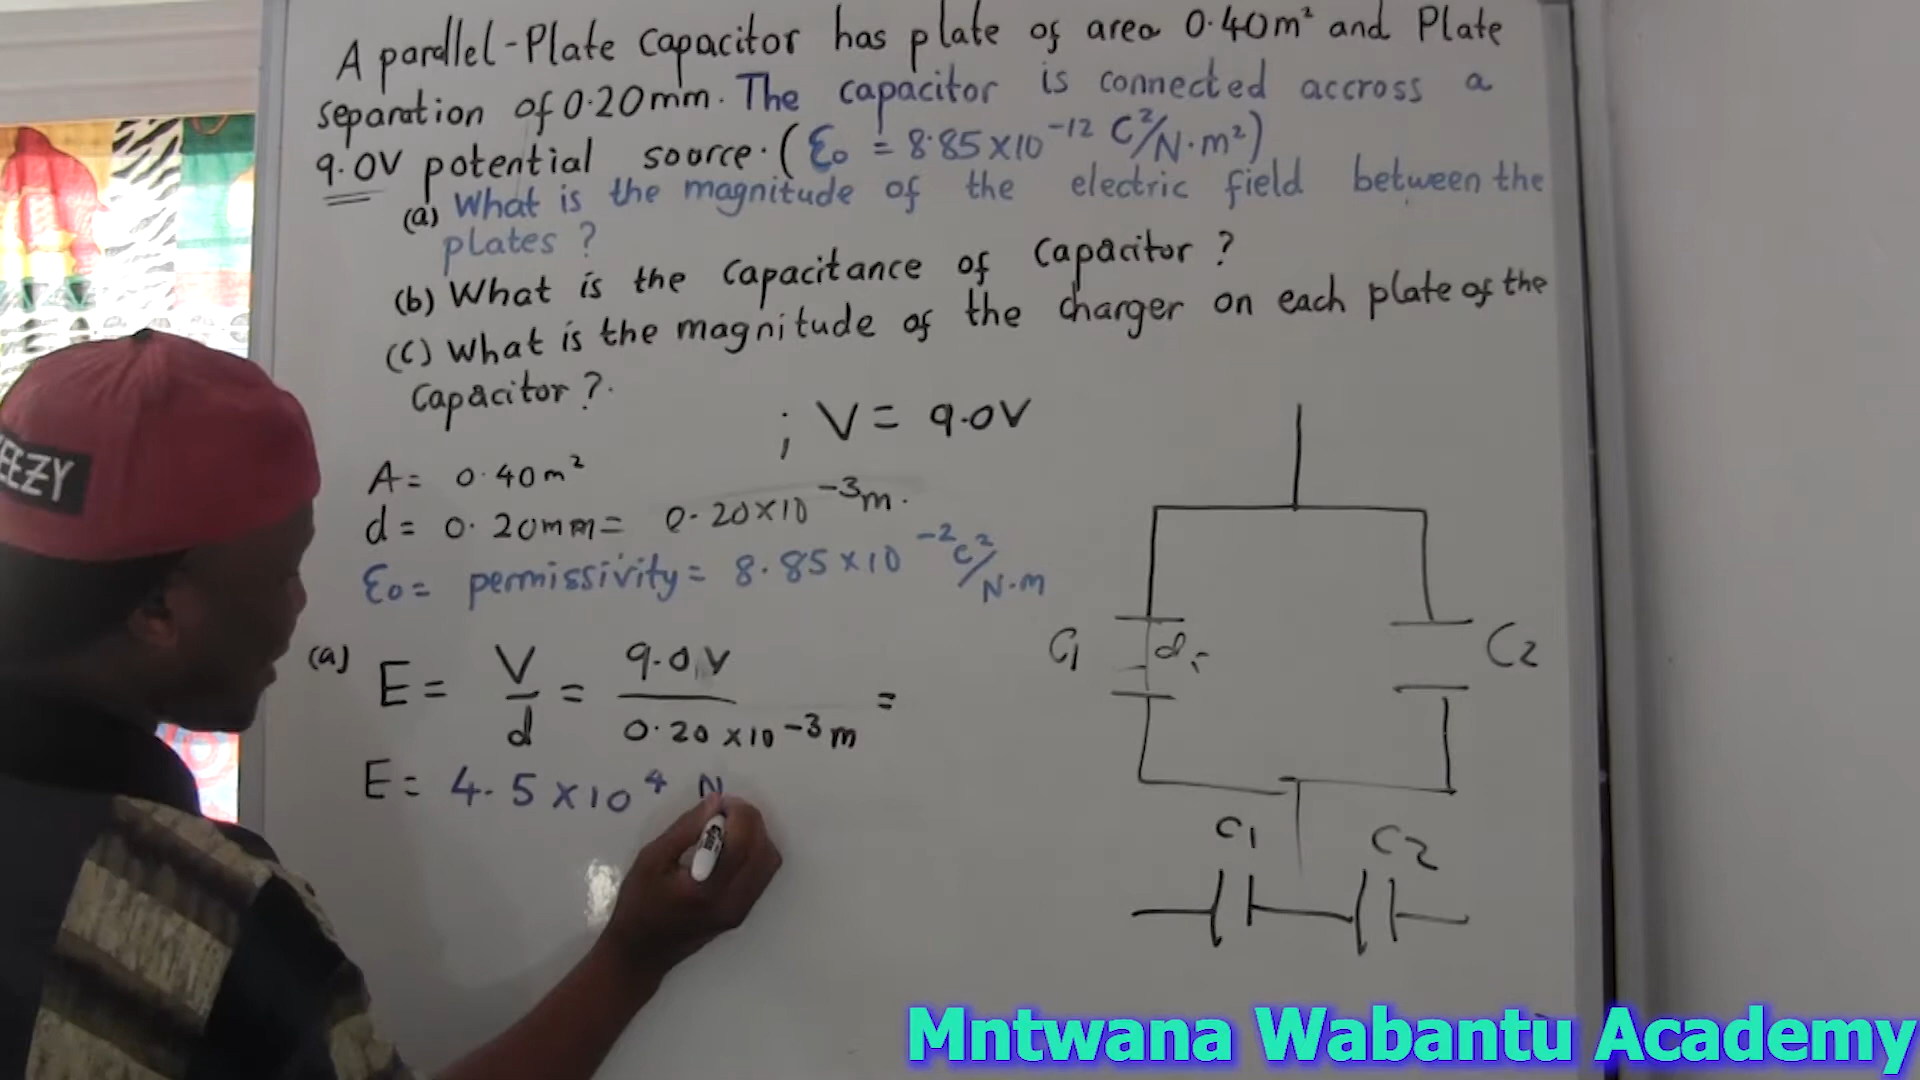 A parallel-Plate Capacitor has plate of area 0.40m² and Plate
separation of 0.20mm. The capacitor is connected accross a
9.0V potential source. (ε0 = 8.85×10⁻¹² C²/N·m²)
(a) What is the magnitude of the electric field between the
plates ?
(b) What is the Capacitance of Capacitor ?
(C) What is the magnitude of the charger on each plate of the
Capacitor ?.
; V = 9.0V
A = 0.40m²
d = 0.20mm = 0.20×10⁻³m.
ε0 = permissivity = 8.85×10⁻² C²/N·m
(a) E = V/d = 9.0V/0.20×10⁻³m =
E = 4.5×10⁴ N
C1 d C2
C1 C2
EEZY
Mntwana Wabantu Academy